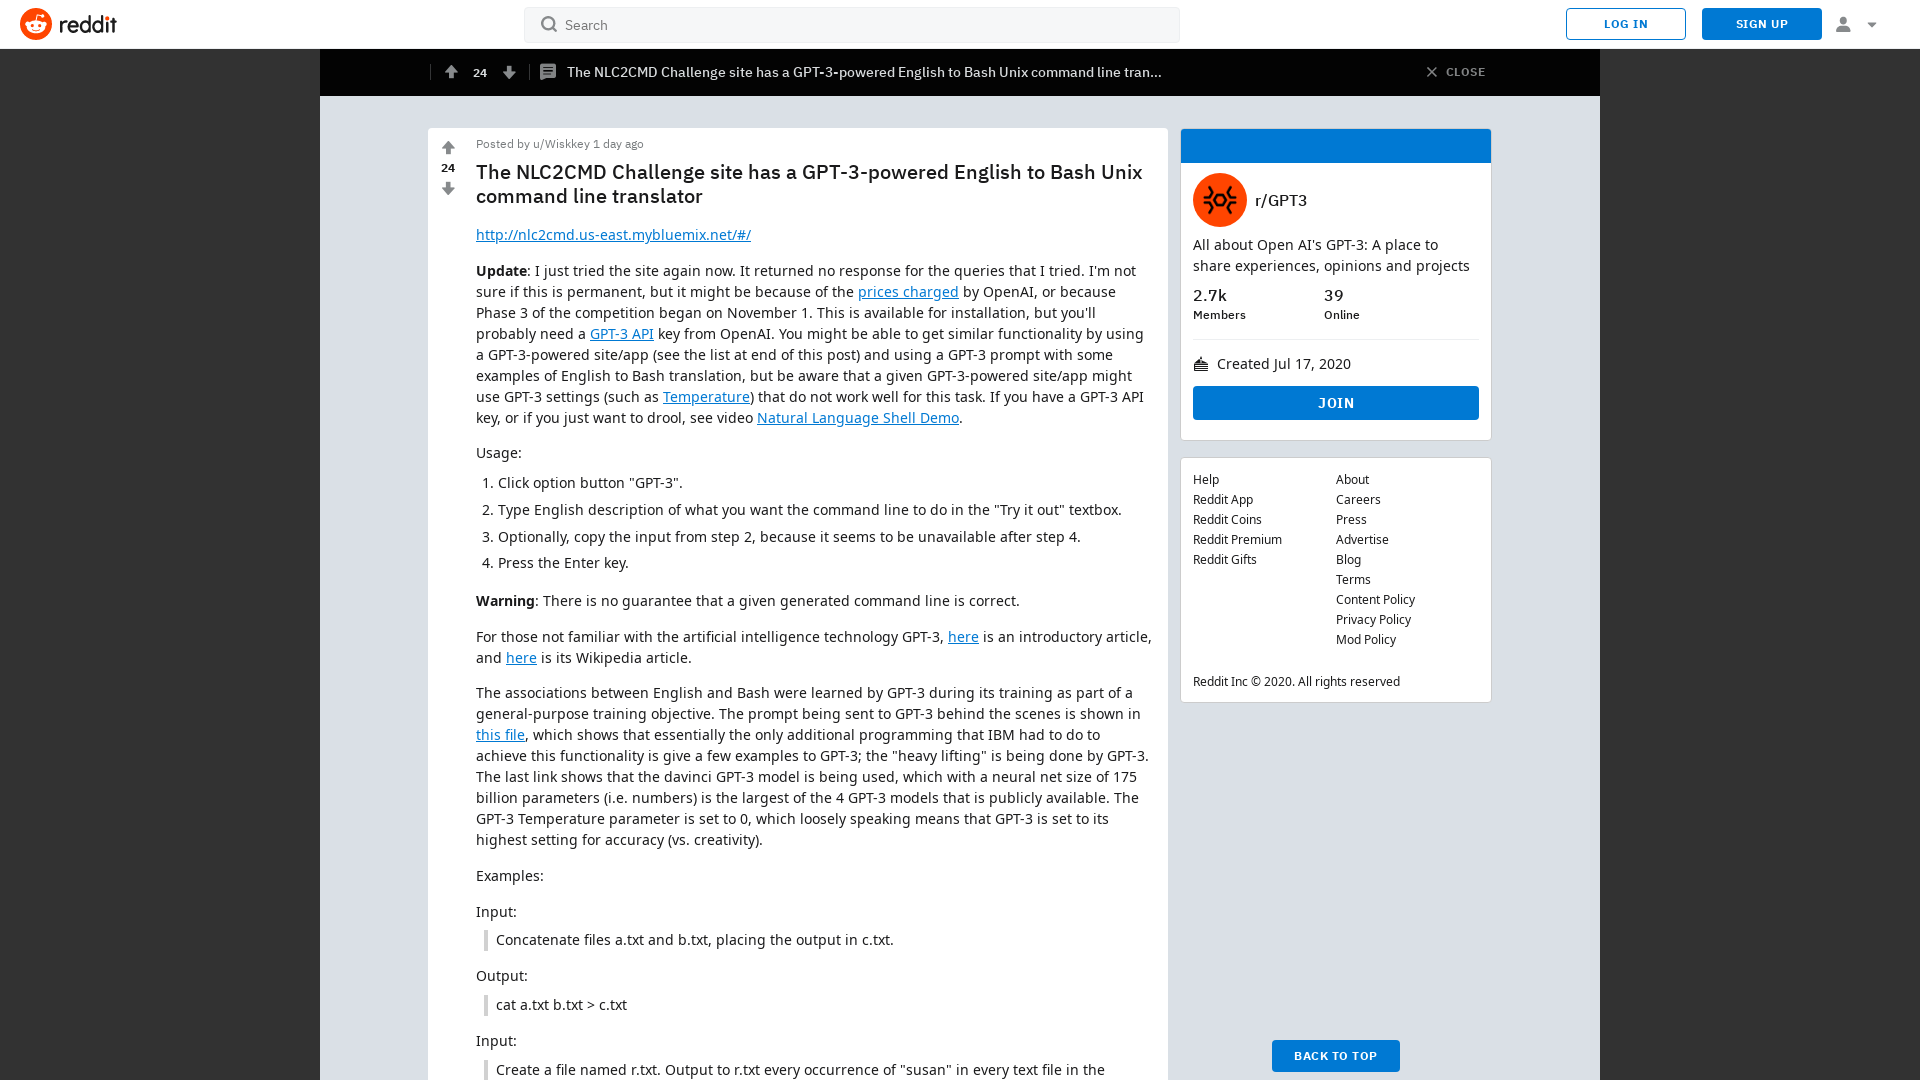 reddit
Search
LOG IN
SIGN UP
24
The NLC2CMD Challenge site has a GPT-3-powered English to Bash Unix command line tran...
CLOSE
Posted by u/Wiskkey 1 day ago
24
The NLC2CMD Challenge site has a GPT-3-powered English to Bash Unix
command line translator
http://nlc2cmd.us-east.mybluemix.net/#/
Update: I just tried the site again now. It returned no response for the queries that I tried. I'm not
sure if this is permanent, but it might be because of the prices charged by OpenAI, or because
Phase 3 of the competition began on November 1. This is available for installation, but you'll
probably need a GPT-3 API key from OpenAI. You might be able to get similar functionality by using
a GPT-3-powered site/app (see the list at end of this post) and using a GPT-3 prompt with some
examples of English to Bash translation, but be aware that a given GPT-3-powered site/app might
use GPT-3 settings (such as Temperature) that do not work well for this task. If you have a GPT-3 API
key, or if you just want to drool, see video Natural Language Shell Demo.
Usage:
1. Click option button "GPT-3".
2. Type English description of what you want the command line to do in the "Try it out" textbox.
3. Optionally, copy the input from step 2, because it seems to be unavailable after step 4.
4. Press the Enter key.
Warning: There is no guarantee that a given generated command line is correct.
For those not familiar with the artificial intelligence technology GPT-3, here is an introductory article,
and here is its Wikipedia article.
The associations between English and Bash were learned by GPT-3 during its training as part of a
general-purpose training objective. The prompt being sent to GPT-3 behind the scenes is shown in
this file, which shows that essentially the only additional programming that IBM had to do to
achieve this functionality is give a few examples to GPT-3; the "heavy lifting" is being done by GPT-3.
The last link shows that the davinci GPT-3 model is being used, which with a neural net size of 175
billion parameters (i.e. numbers) is the largest of the 4 GPT-3 models that is publicly available. The
GPT-3 Temperature parameter is set to 0, which loosely speaking means that GPT-3 is set to its
highest setting for accuracy (vs. creativity).
Examples:
Input:
Concatenate files a.txt and b.txt, placing the output in c.txt.
Output:
cat a.txt b.txt > c.txt
Input:
Create a file named r.txt. Output to r.txt every occurrence of "susan" in every text file in the
r/GPT3
All about Open AI's GPT-3: A place to
share experiences, opinions and projects
2.7k
39
Members
Online
Created Jul 17, 2020
JOIN
Help
About
Reddit App
Careers
Reddit Coins
Press
Reddit Premium
Advertise
Reddit Gifts
Blog
Terms
Content Policy
Privacy Policy
Mod Policy
Reddit Inc © 2020. All rights reserved
BACK TO TOP